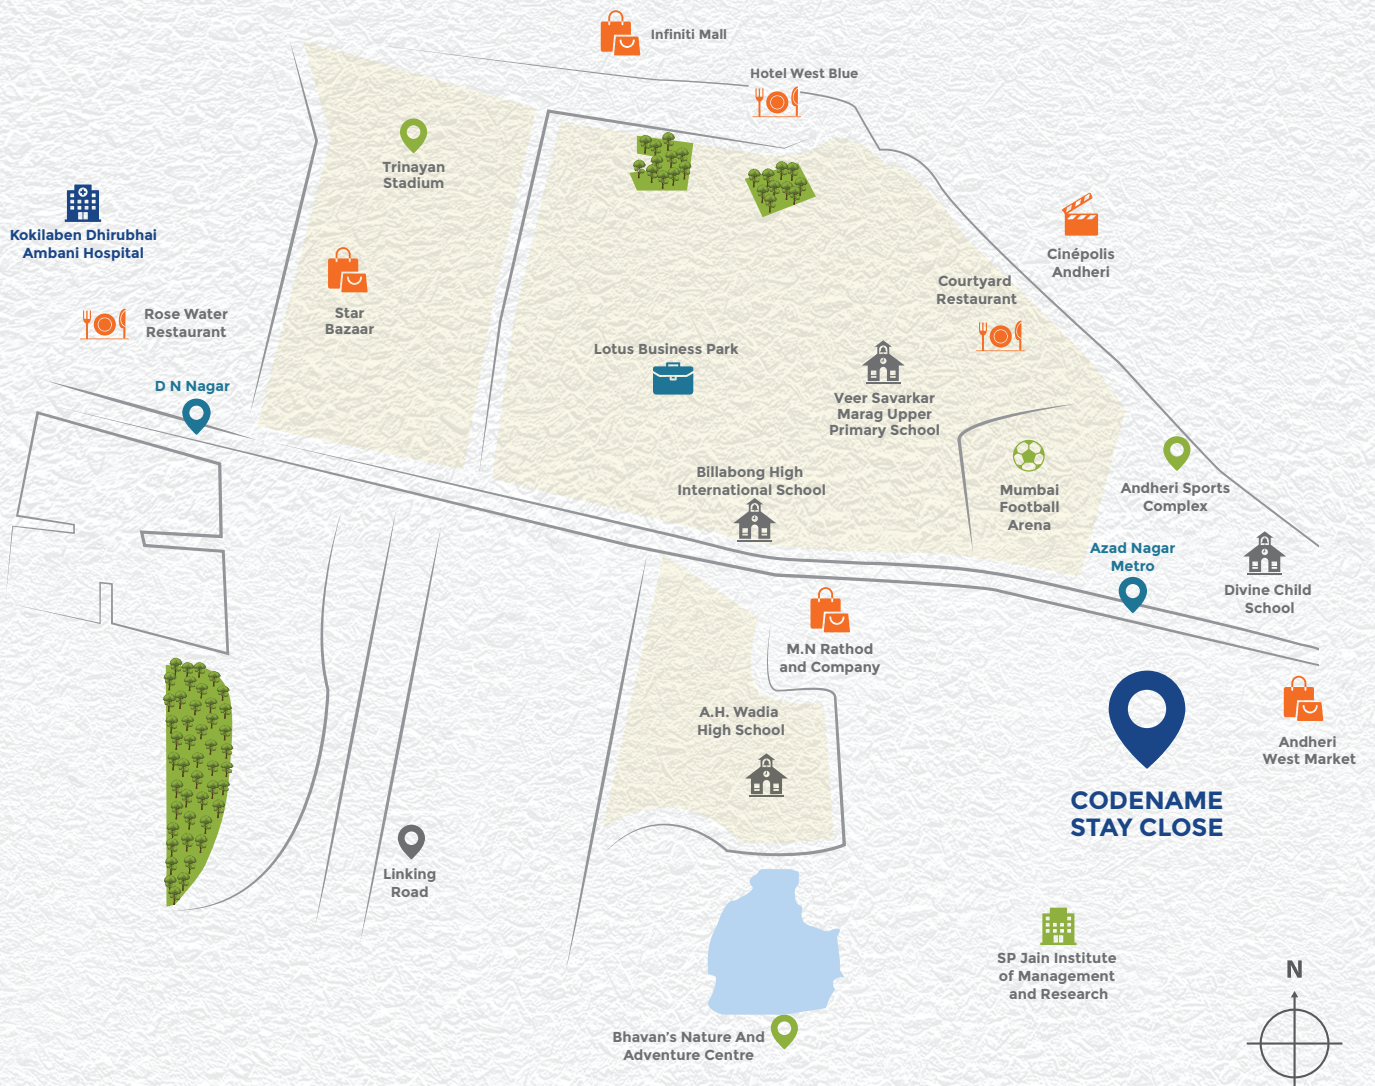 Infiniti Mall
Hotel West Blue
Trinayan
Stadium
Kokilaben Dhirubhai
Ambani Hospital
Cinépolis
Andheri
Courtyard
Restaurant
Rose Water
Restaurant
Star
Bazaar
Lotus Business Park
D N Nagar
Veer Savarkar
Marag Upper
Primary School
Billabong High
International School
Mumbai
Football
Arena
Andheri Sports
Complex
Azad Nagar
Metro
Divine Child
School
M.N Rathod
and Company
A.H. Wadia
High School
Andheri
West Market
CODENAME
STAY CLOSE
Linking
Road
SP Jain Institute
of Management
and Research
N
Bhavan's Nature And
Adventure Centre